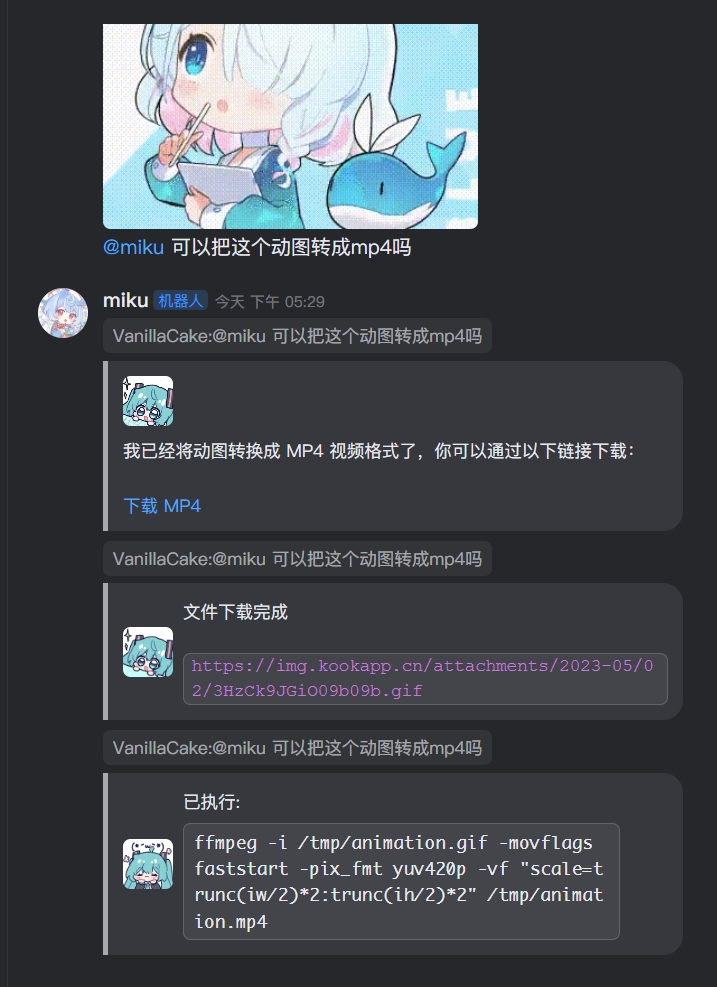 BLUE
@miku 可以把这个动图转成mp4吗
miku 机器人 今天 下午 05:29
VanillaCake:@miku 可以把这个动图转成mp4吗
我已经将动图转换成 MP4 视频格式了，你可以通过以下链接下载：
下载 MP4
VanillaCake:@miku 可以把这个动图转成mp4吗
文件下载完成
https://img.kookapp.cn/attachments/2023-05/0
2/3HzCk9JGiO09b09b.gif
VanillaCake:@miku 可以把这个动图转成mp4吗
已执行:
ffmpeg -i /tmp/animation.gif -movflags
faststart -pix_fmt yuv420p -vf "scale=t
runc(iw/2)*2:trunc(ih/2)*2" /tmp/animat
ion.mp4